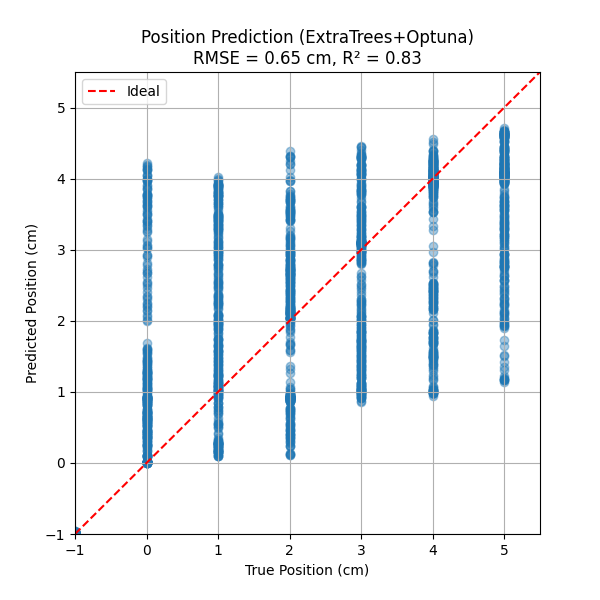 Position Prediction (ExtraTrees+Optuna)
RMSE = 0.65 cm, R² = 0.83
Ideal
5
4
3
2
1
0
−1
Predicted Position (cm)
−1 0 1 2 3 4 5
True Position (cm)